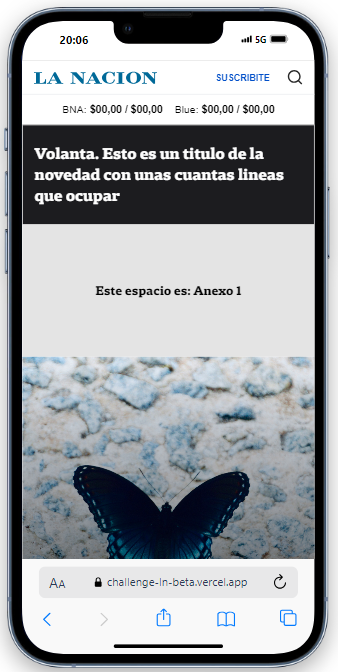 20:06
5G
LA NACION
SUSCRIBITE
BNA: $00,00 / $00,00 Blue: $00,00 / $00,00
Volanta. Esto es un titulo de la
novedad con unas cuantas lineas
que ocupar
Este espacio es: Anexo 1
AA
challenge-ln-beta.vercel.app